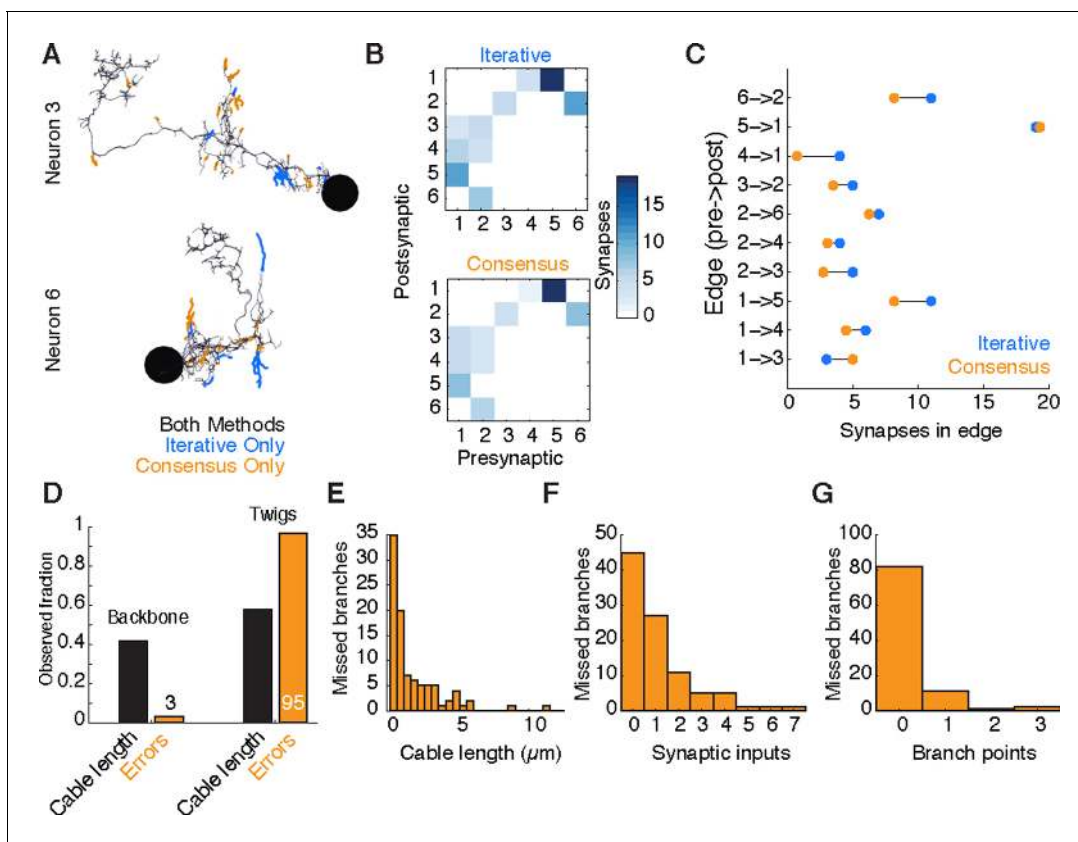 A
Neuron 3
Neuron 6
Both Methods
Iterative Only
Consensus Only
B
Iterative
1
2
3
4
5
6
1 2 3 4 5 6
Postsynaptic
Synapses
15
10
5
0
Consensus
1
2
3
4
5
6
1 2 3 4 5 6
Presynaptic
C
Edge (pre->post)
6->2
5->1
4->1
3->2
2->6
2->4
2->3
1->5
1->4
1->3
Iterative
Consensus
0 5 10 15 20
Synapses in edge
D
Observed fraction
1
0.8
0.6
0.4
0.2
0
Backbone
Twigs
3
95
Cable length
Errors
Cable length
Errors
E
Missed branches
35
30
25
20
15
10
5
0
0 5 10
Cable length (μm)
F
Missed branches
50
40
30
20
10
0
0 1 2 3 4 5 6 7
Synaptic inputs
G
Missed branches
100
80
60
40
20
0
0 1 2 3
Branch points